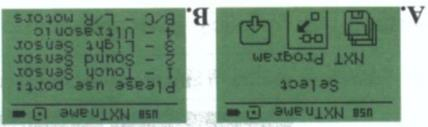 A.
USB NXTname
Select
NXT Program
B.
USB NXTname
Please use port:
1 - Touch Sensor
2 - Sound Sensor
3 - Light Sensor
4 - Ultrasonic
B/C - L/R motors